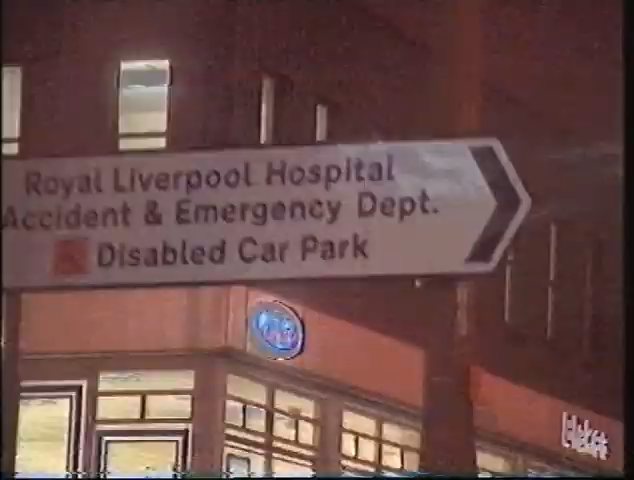 Royal Liverpool Hospital
Accident & Emergency Dept.
Disabled Car Park